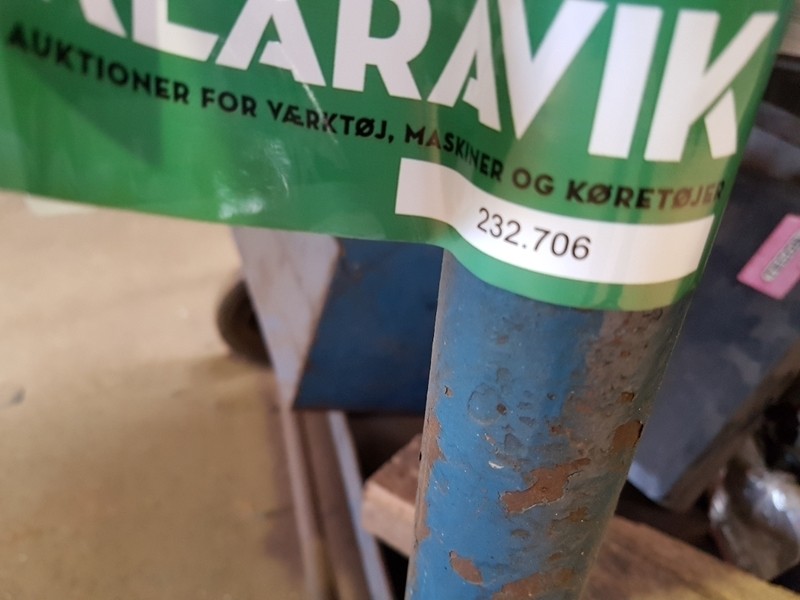 KLARAVIK
AUKTIONER FOR VÆRKTØJ, MASKINER OG KØRETØJER
232.706